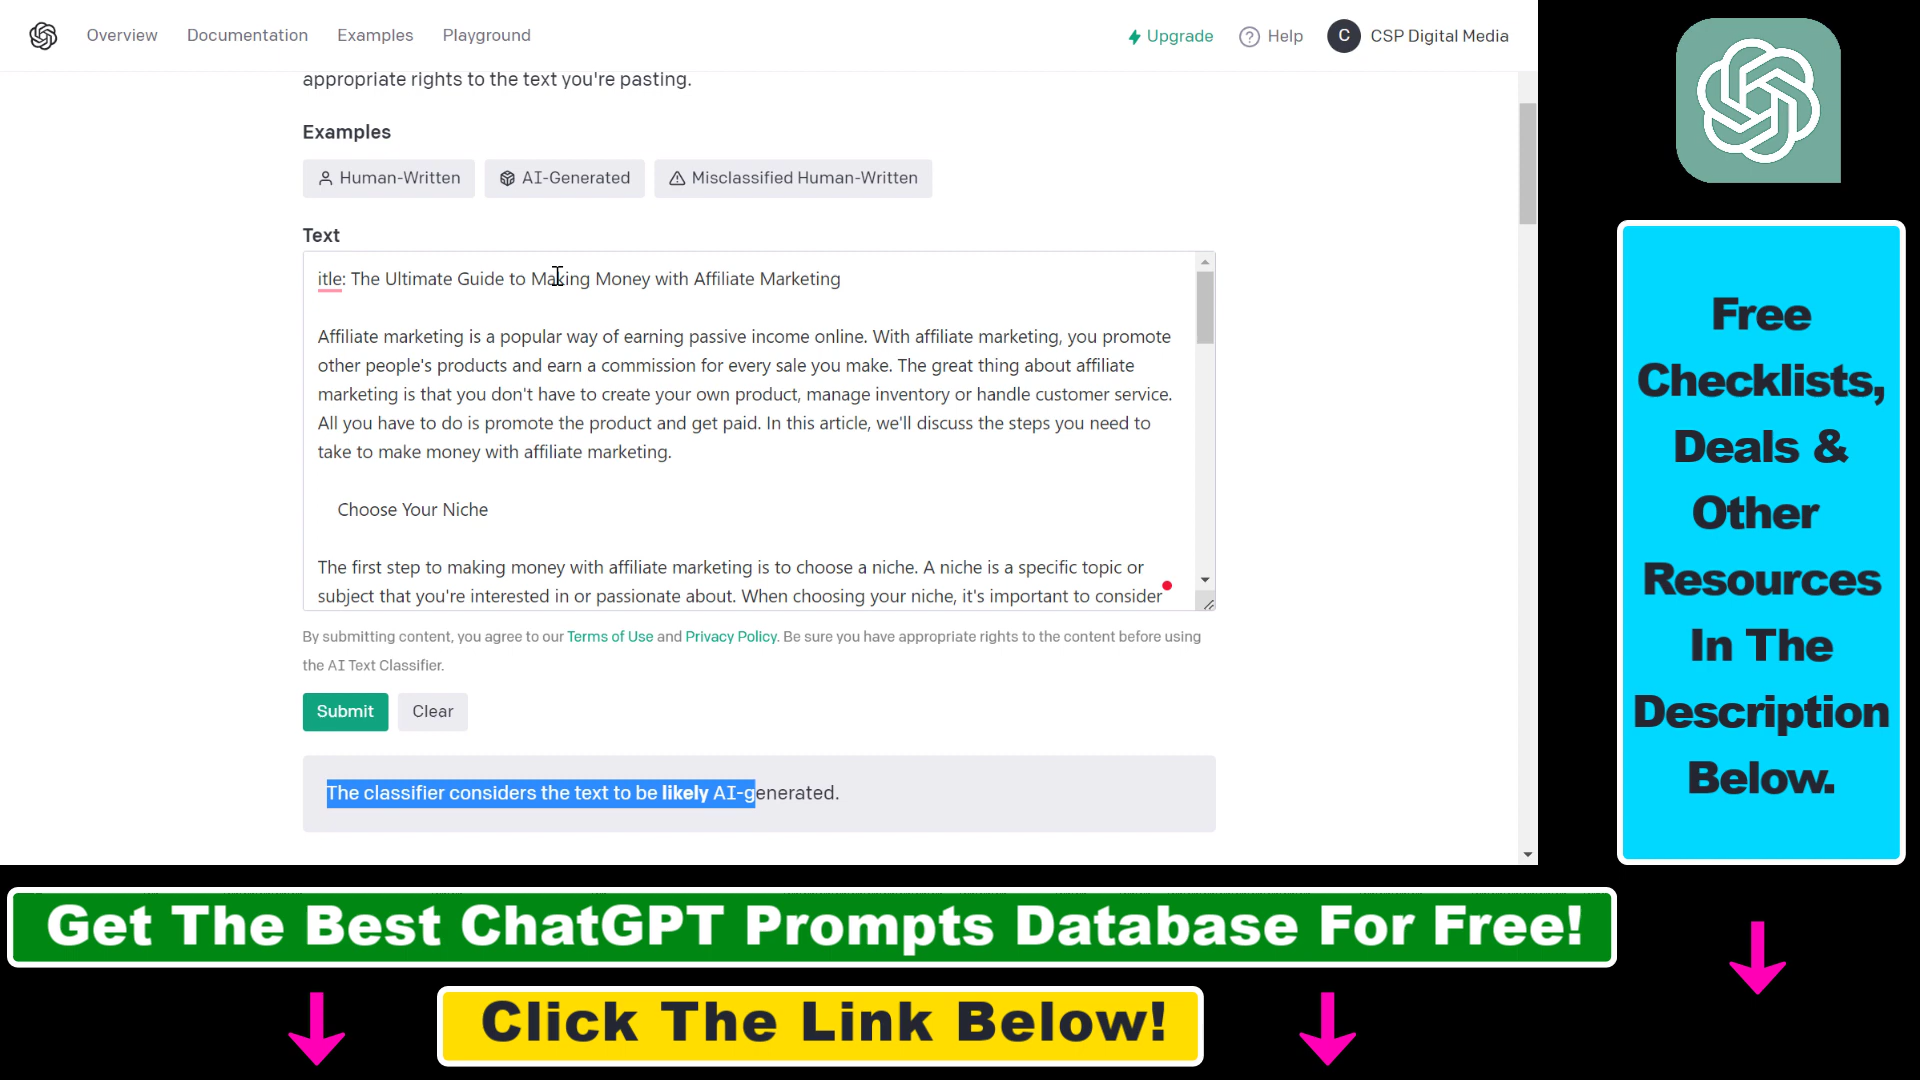 Overview Documentation Examples Playground Upgrade Help C CSP Digital Media
appropriate rights to the text you're pasting.
Examples
Human-Written AI-Generated Misclassified Human-Written
Text
itle: The Ultimate Guide to Making Money with Affiliate Marketing
Affiliate marketing is a popular way of earning passive income online. With affiliate marketing, you promote
other people's products and earn a commission for every sale you make. The great thing about affiliate
marketing is that you don't have to create your own product, manage inventory or handle customer service.
All you have to do is promote the product and get paid. In this article, we'll discuss the steps you need to
take to make money with affiliate marketing.
Choose Your Niche
The first step to making money with affiliate marketing is to choose a niche. A niche is a specific topic or
subject that you're interested in or passionate about. When choosing your niche, it's important to consider
By submitting content, you agree to our Terms of Use and Privacy Policy. Be sure you have appropriate rights to the content before using
the AI Text Classifier.
Submit Clear
The classifier considers the text to be likely AI-generated.
Free
Checklists,
Deals &
Other
Resources
In The
Description
Below.
Get The Best ChatGPT Prompts Database For Free!
Click The Link Below!